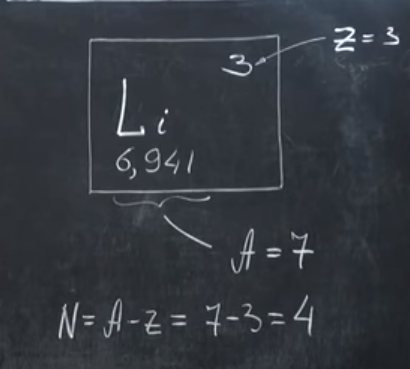 3 Z = 3
Li
6,941
A = 7
N = A - Z = 7 - 3 = 4